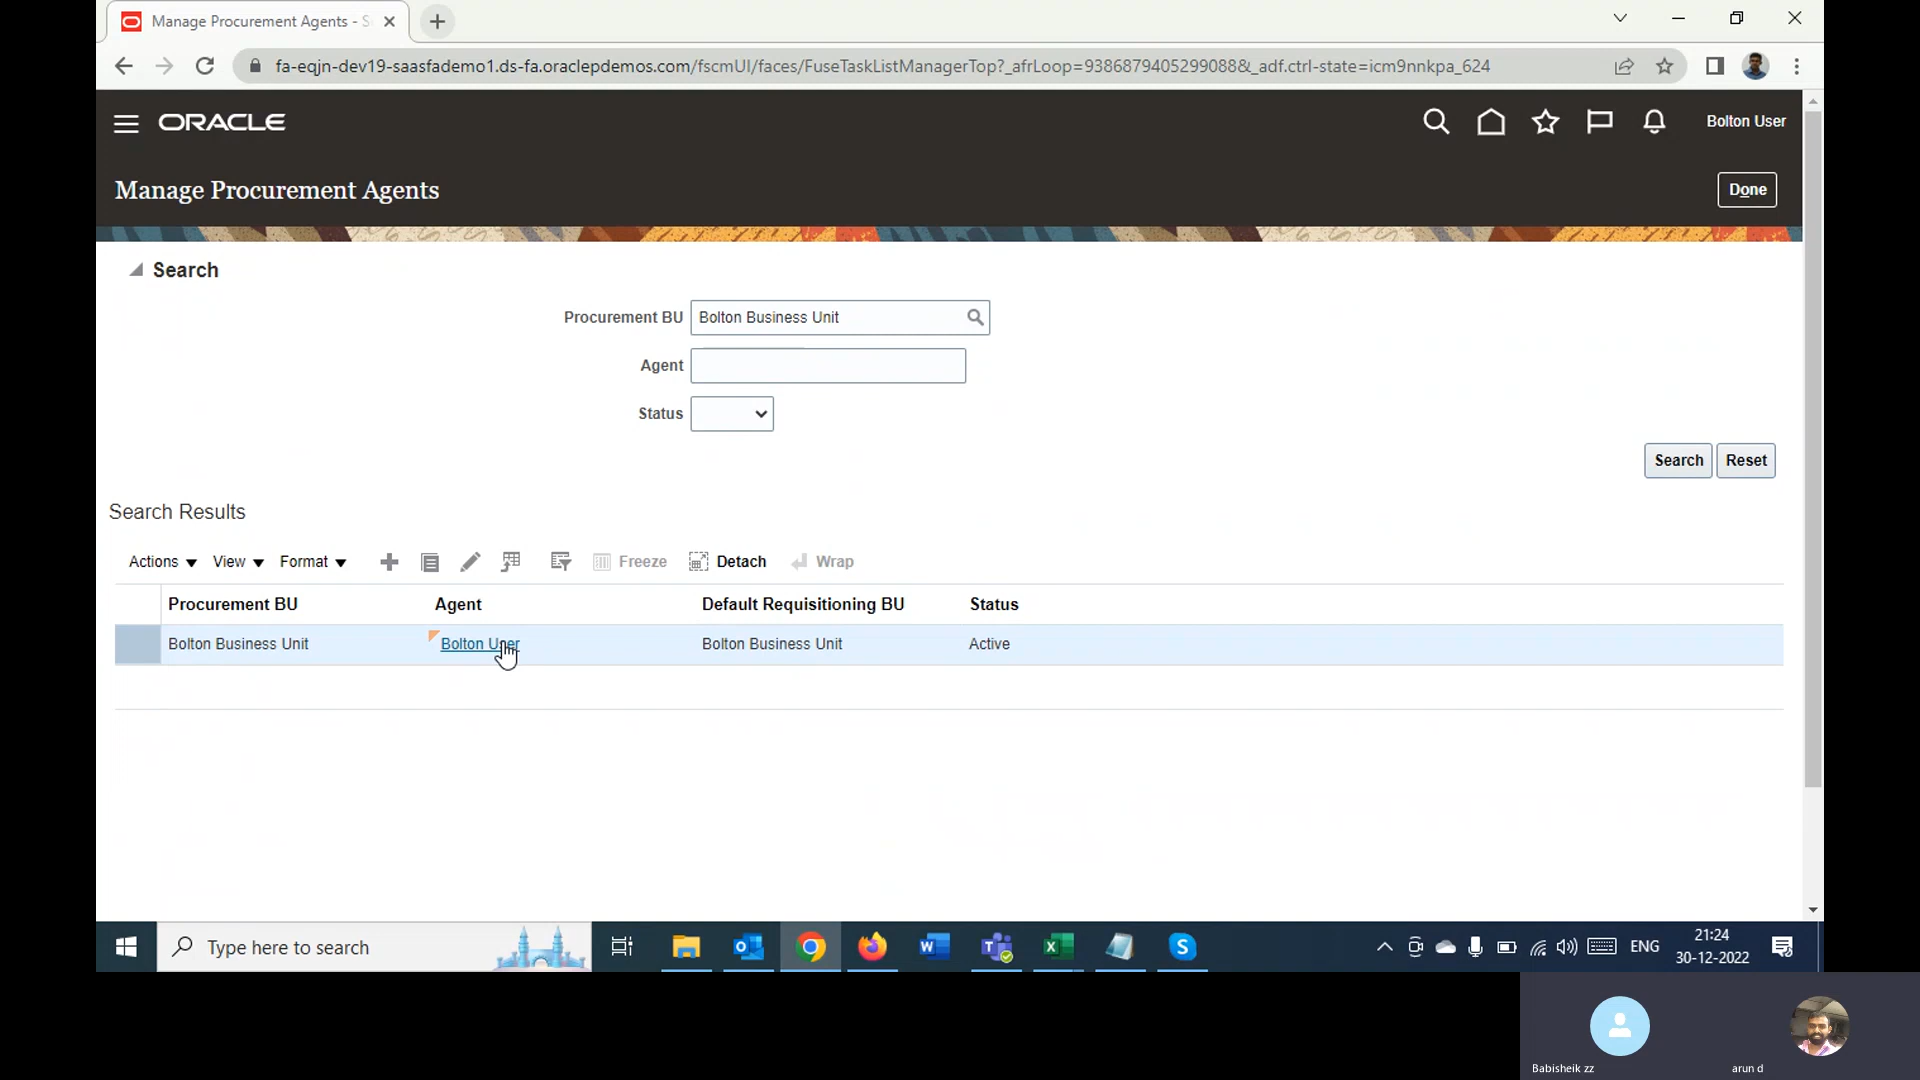 Manage Procurement Agents - S
fa-eqjn-dev19-saasfademo1.ds-fa.oraclepdemos.com/fscmUI/faces/FuseTaskListManagerTop?_afrLoop=9386879405299088&_adf.ctrl-state=icm9nnkpa_624
ORACLE
Bolton User
Manage Procurement Agents
Done
Search
Procurement BU Bolton Business Unit
Agent
Status
Search Reset
Search Results
Actions View Format Freeze Detach Wrap
Procurement BU Agent Default Requisitioning BU Status
Bolton Business Unit Bolton User Bolton Business Unit Active
Type here to search
ENG
21:24
30-12-2022
Babisheik zz arun d